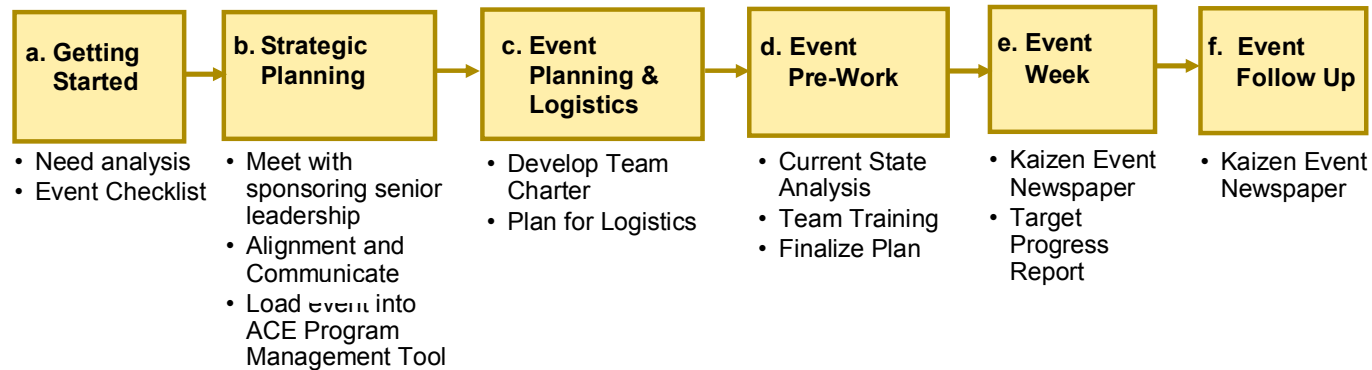 a. Getting
Started
b. Strategic
Planning
c. Event
Planning &
Logistics
d. Event
Pre-Work
e. Event
Week
f. Event
Follow Up
• Need analysis
• Event Checklist
• Meet with
sponsoring senior
leadership
• Alignment and
Communicate
• Load event into
ACE Program
Management Tool
• Develop Team
Charter
• Plan for Logistics
• Current State
Analysis
• Team Training
• Finalize Plan
• Kaizen Event
Newspaper
• Target
Progress
Report
• Kaizen Event
Newspaper